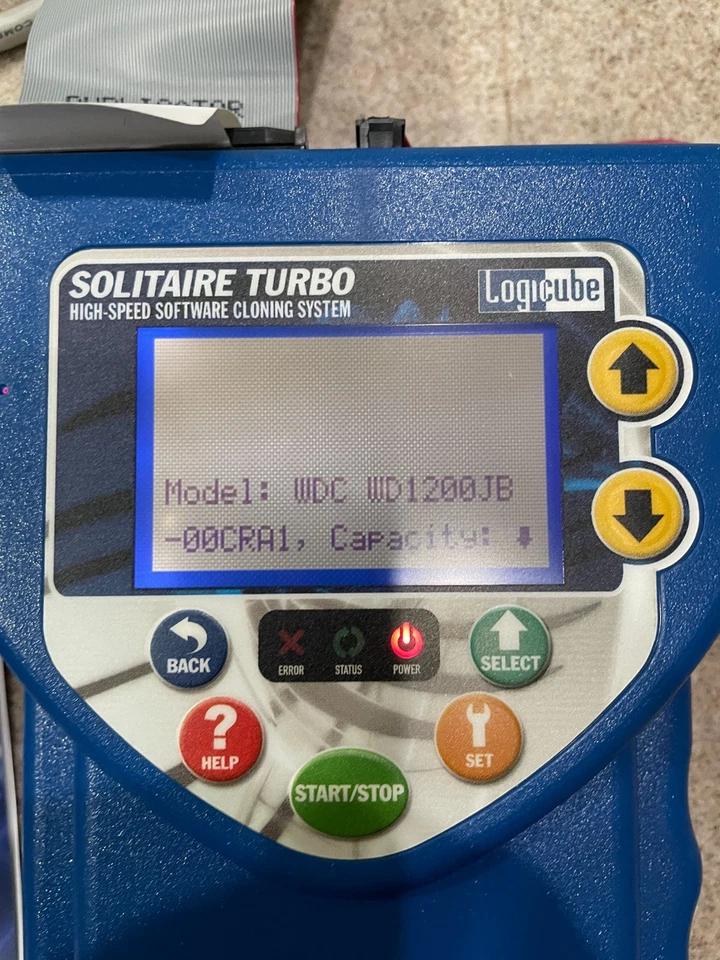 SOLITAIRE TURBO
HIGH-SPEED SOFTWARE CLONING SYSTEM
Logicube
Model: WDC WD1200JB
-00CRA1, Capacity:
BACK
ERROR
STATUS
POWER
SELECT
HELP
SET
START/STOP